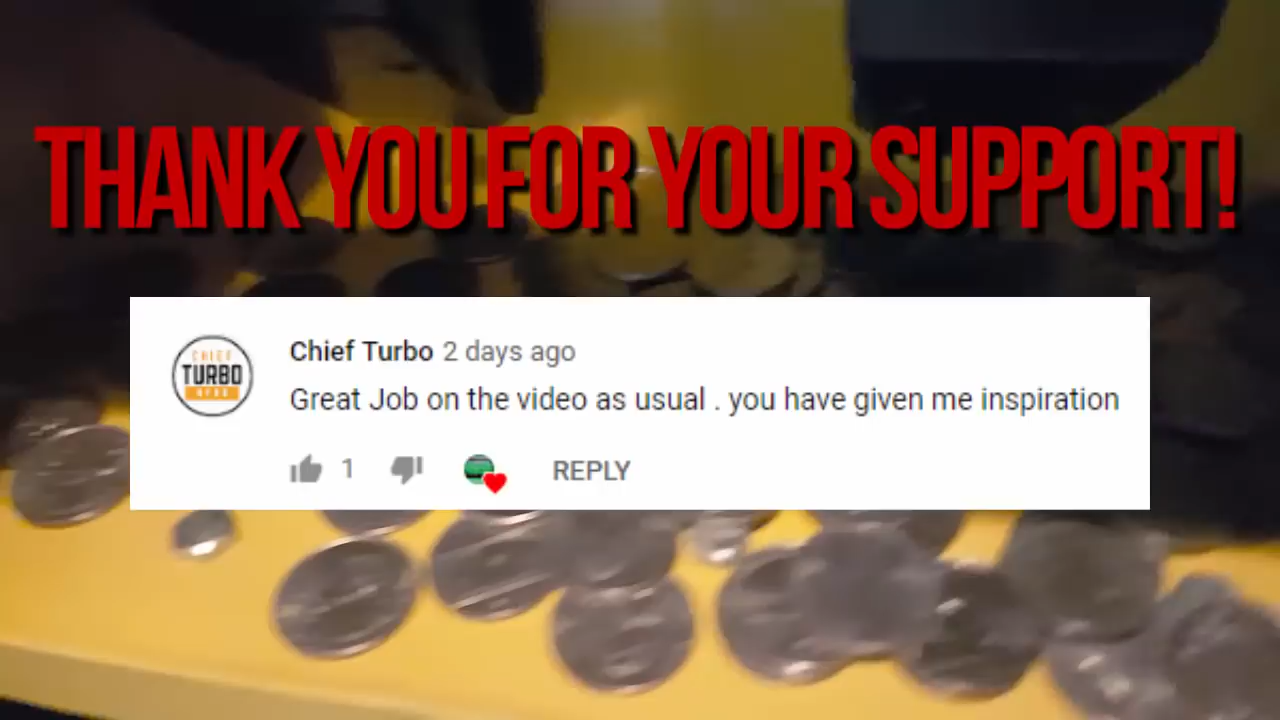 THANK YOU FOR YOUR SUPPORT!
CHIEF
TURBO
Chief Turbo 2 days ago
Great Job on the video as usual . you have given me inspiration
1
REPLY